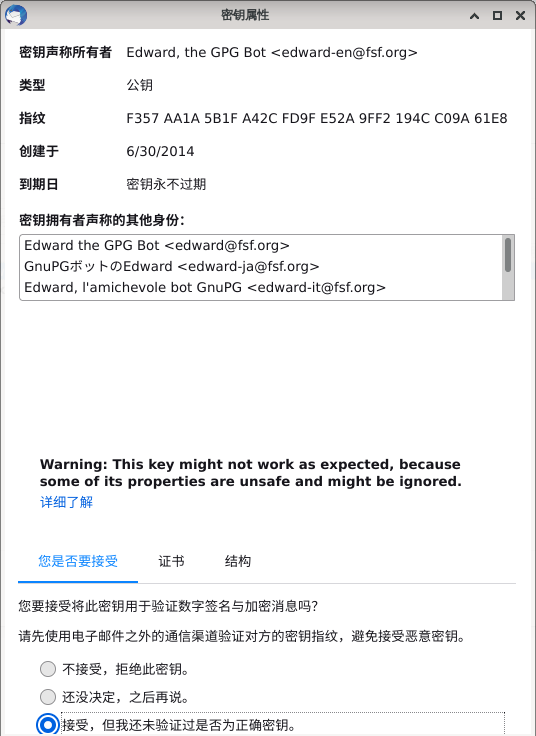 密钥属性
密钥声称所有者 Edward, the GPG Bot <edward-en@fsf.org>
类型 公钥
指纹 F357 AA1A 5B1F A42C FD9F E52A 9FF2 194C C09A 61E8
创建于 6/30/2014
到期日 密钥永不过期
密钥拥有者声称的其他身份：
Edward the GPG Bot <edward@fsf.org>
GnuPGボットのEdward <edward-ja@fsf.org>
Edward, l'amichevole bot GnuPG <edward-it@fsf.org>
Warning: This key might not work as expected, because
some of its properties are unsafe and might be ignored.
详细了解
您是否要接受 证书 结构
您要接受将此密钥用于验证数字签名与加密消息吗？
请先使用电子邮件之外的通信渠道验证对方的密钥指纹，避免接受恶意密钥。
不接受，拒绝此密钥。
还没决定，之后再说。
接受，但我还未验证过是否为正确密钥。